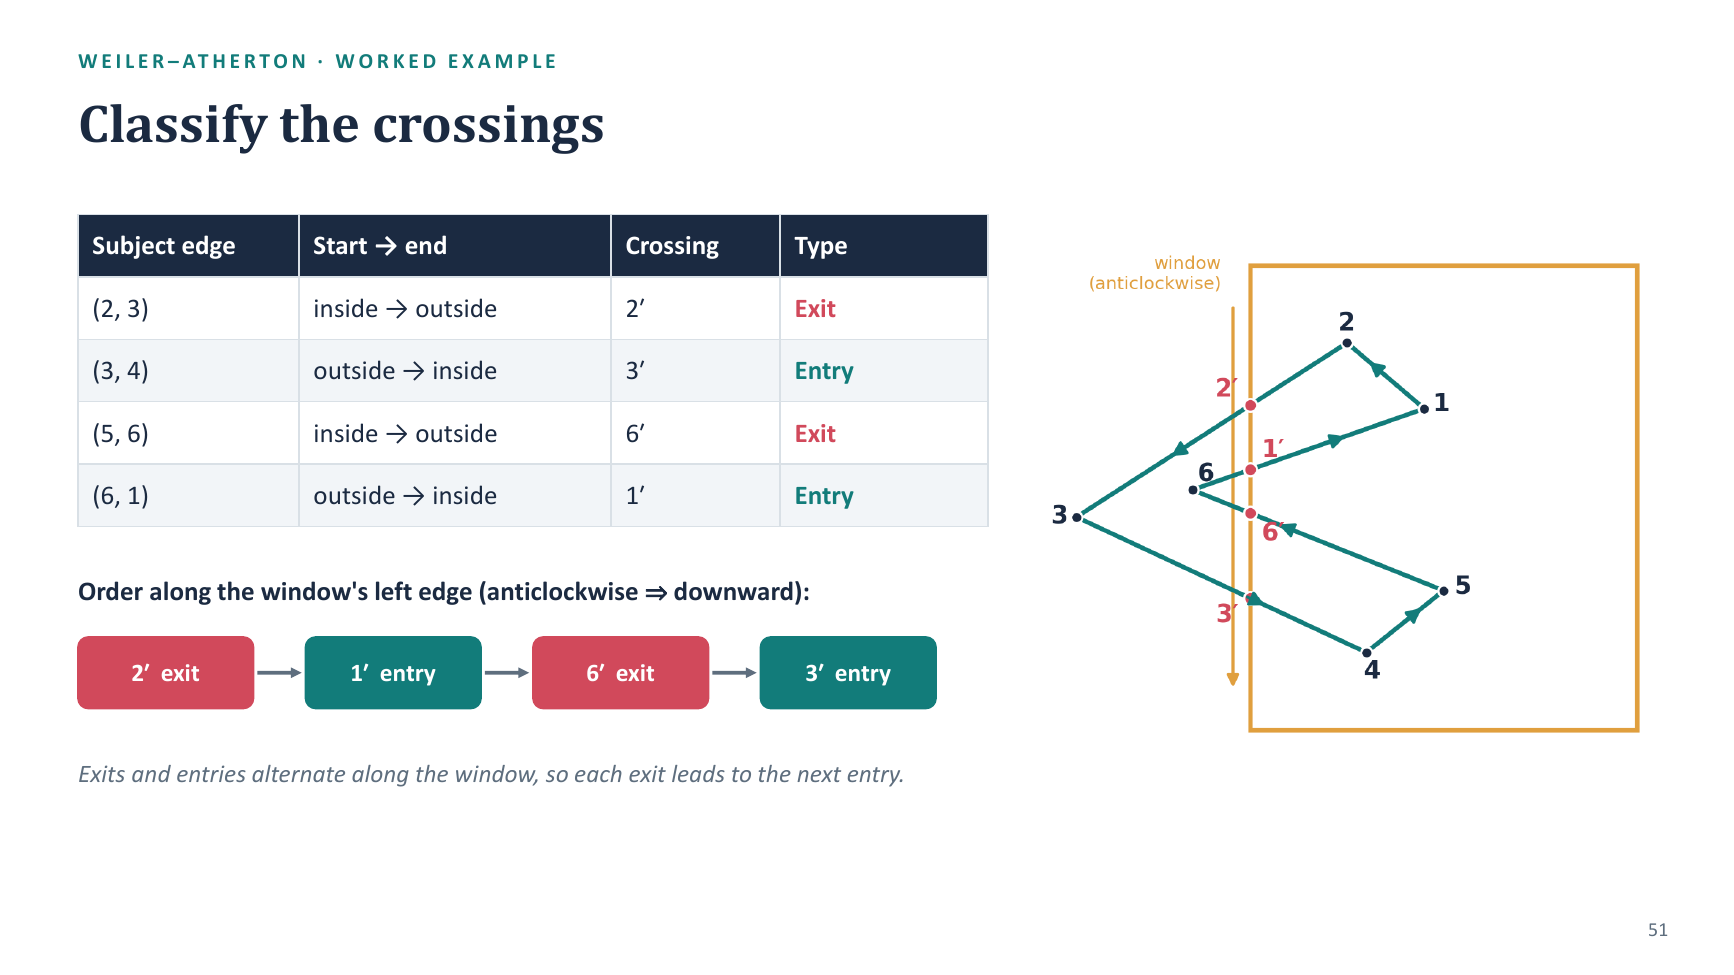 WEILER–ATHERTON · WORKED EXAMPLE
Classify the crossings
Subject edge Start → end Crossing Type
(2, 3) inside → outside 2′ Exit
(3, 4) outside → inside 3′ Entry
(5, 6) inside → outside 6′ Exit
(6, 1) outside → inside 1′ Entry
Order along the window's left edge (anticlockwise ⇒ downward):
2′ exit → 1′ entry → 6′ exit → 3′ entry
Exits and entries alternate along the window, so each exit leads to the next entry.
window
(anticlockwise)
2
2′
1
1′
6
3
6′
5
3′
4
51